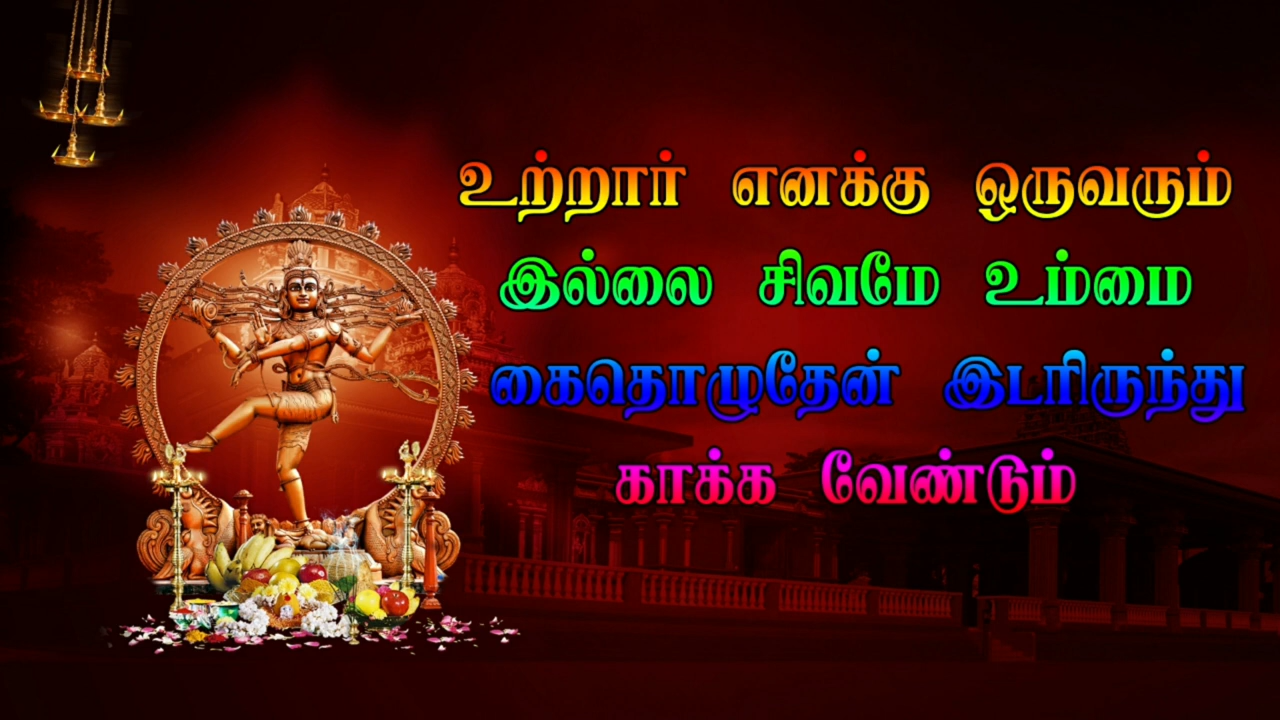 உற்றார் எனக்கு ஒருவரும்
இல்லை சிவமே உம்மை
கைதொழுதேன் இடரிருந்து
காக்க வேண்டும்